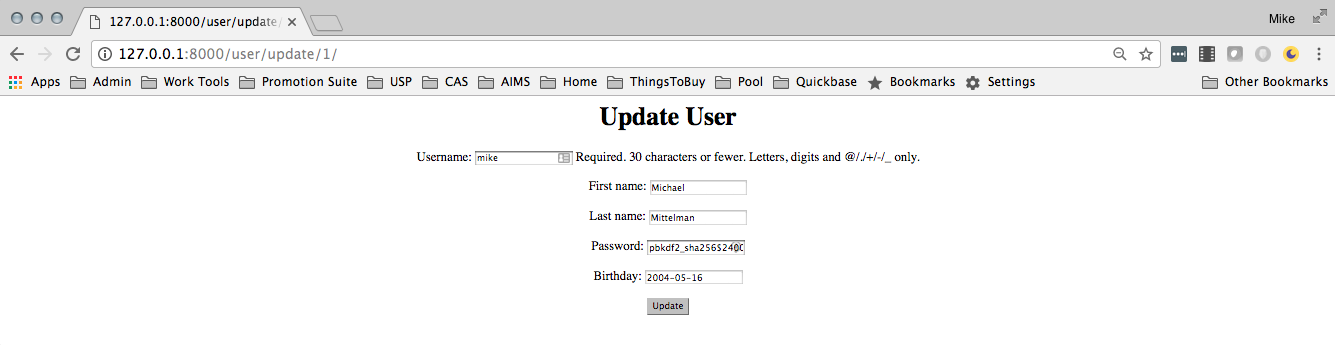 127.0.0.1:8000/user/update/
Mike
127.0.0.1:8000/user/update/1/
Apps Admin Work Tools Promotion Suite USP CAS AIMS Home ThingsToBuy Pool Quickbase Bookmarks Settings Other Bookmarks
Update User
Username: mike Required. 30 characters or fewer. Letters, digits and @/./+/-/_ only.
First name: Michael
Last name: Mittelman
Password: pbkdf2_sha256$2400
Birthday: 2004-05-16
Update